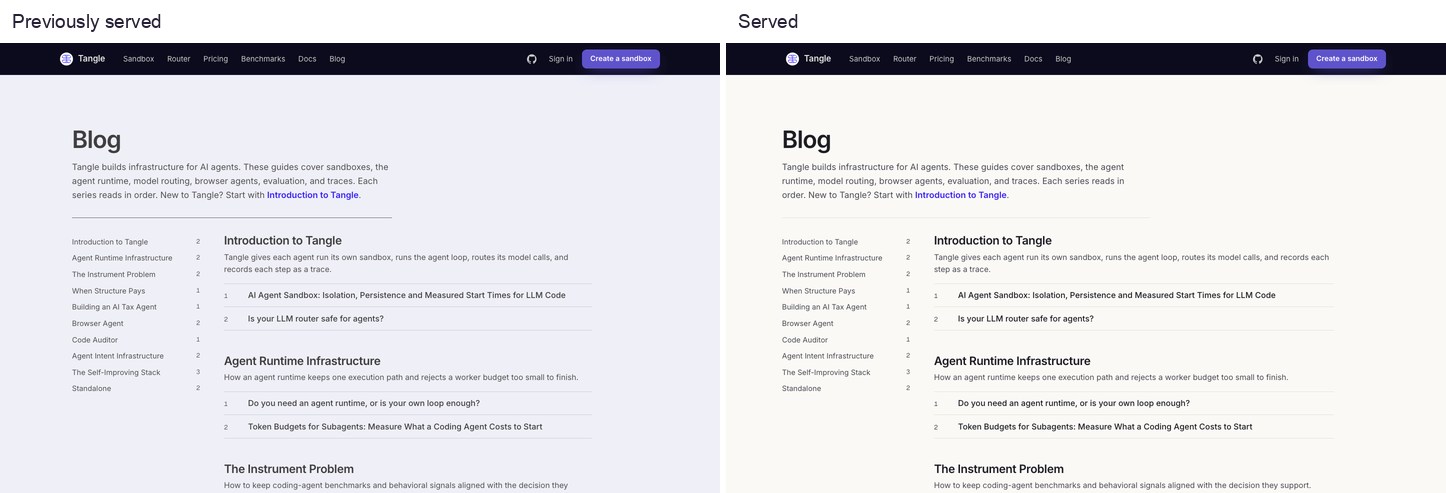 Previously served
Tangle Sandbox Router Pricing Benchmarks Docs Blog Sign in Create a sandbox
Blog
Tangle builds infrastructure for AI agents. These guides cover sandboxes, the
agent runtime, model routing, browser agents, evaluation, and traces. Each
series reads in order. New to Tangle? Start with Introduction to Tangle.
Introduction to Tangle 2
Agent Runtime Infrastructure 2
The Instrument Problem 2
When Structure Pays 1
Building an AI Tax Agent 1
Browser Agent 2
Code Auditor 1
Agent Intent Infrastructure 2
The Self-Improving Stack 3
Standalone 2
Introduction to Tangle
Tangle gives each agent run its own sandbox, runs the agent loop, routes its model calls, and
records each step as a trace.
1 AI Agent Sandbox: Isolation, Persistence and Measured Start Times for LLM Code
2 Is your LLM router safe for agents?
Agent Runtime Infrastructure
How an agent runtime keeps one execution path and rejects a worker budget too small to finish.
1 Do you need an agent runtime, or is your own loop enough?
2 Token Budgets for Subagents: Measure What a Coding Agent Costs to Start
The Instrument Problem
How to keep coding-agent benchmarks and behavioral signals aligned with the decision they
Served
Tangle Sandbox Router Pricing Benchmarks Docs Blog Sign in Create a sandbox
Blog
Tangle builds infrastructure for AI agents. These guides cover sandboxes, the agent
runtime, model routing, browser agents, evaluation, and traces. Each series reads in
order. New to Tangle? Start with Introduction to Tangle.
Introduction to Tangle 2
Agent Runtime Infrastructure 2
The Instrument Problem 2
When Structure Pays 1
Building an AI Tax Agent 1
Browser Agent 2
Code Auditor 1
Agent Intent Infrastructure 2
The Self-Improving Stack 3
Standalone 2
Introduction to Tangle
Tangle gives each agent run its own sandbox, runs the agent loop, routes its model calls, and records each
step as a trace.
1 AI Agent Sandbox: Isolation, Persistence and Measured Start Times for LLM Code
2 Is your LLM router safe for agents?
Agent Runtime Infrastructure
How an agent runtime keeps one execution path and rejects a worker budget too small to finish.
1 Do you need an agent runtime, or is your own loop enough?
2 Token Budgets for Subagents: Measure What a Coding Agent Costs to Start
The Instrument Problem
How to keep coding-agent benchmarks and behavioral signals aligned with the decision they support.